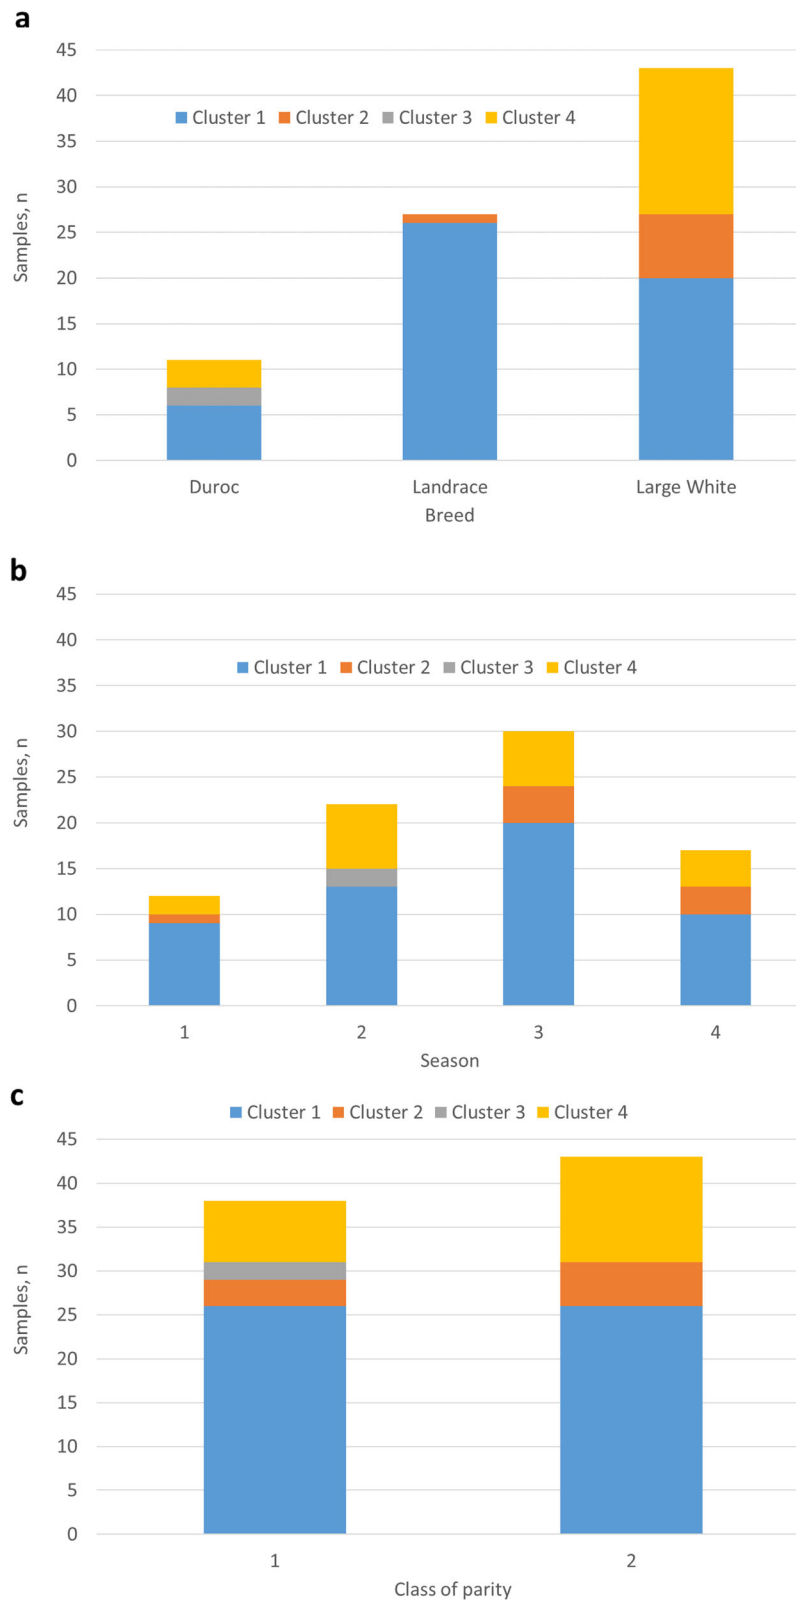 a
45
40
35
30
25
20
15
10
5
0
Samples, n
Cluster 1 Cluster 2 Cluster 3 Cluster 4
Duroc Landrace Large White
Breed
b
45
40
35
30
25
20
15
10
5
0
Samples, n
Cluster 1 Cluster 2 Cluster 3 Cluster 4
1 2 3 4
Season
c
Cluster 1 Cluster 2 Cluster 3 Cluster 4
45
40
35
30
25
20
15
10
5
0
Samples, n
1 2
Class of parity